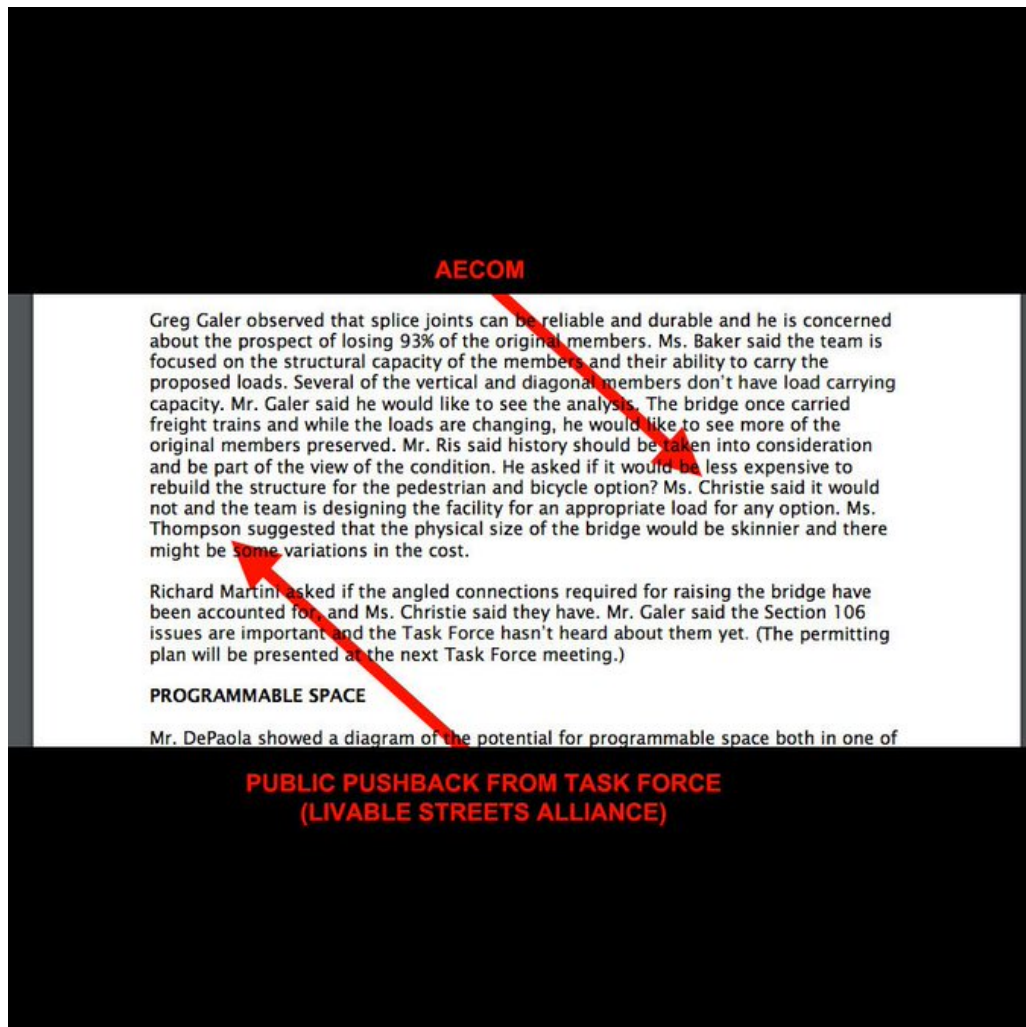 AECOM
Greg Galer observed that splice joints can be reliable and durable and he is concerned
about the prospect of losing 93% of the original members. Ms. Baker said the team is
focused on the structural capacity of the members and their ability to carry the
proposed loads. Several of the vertical and diagonal members don't have load carrying
capacity. Mr. Galer said he would like to see the analysis. The bridge once carried
freight trains and while the loads are changing, he would like to see more of the
original members preserved. Mr. Ris said history should be taken into consideration
and be part of the view of the condition. He asked if it would be less expensive to
rebuild the structure for the pedestrian and bicycle option? Ms. Christie said it would
not and the team is designing the facility for an appropriate load for any option. Ms.
Thompson suggested that the physical size of the bridge would be skinnier and there
might be some variations in the cost.
Richard Martini asked if the angled connections required for raising the bridge have
been accounted for, and Ms. Christie said they have. Mr. Galer said the Section 106
issues are important and the Task Force hasn't heard about them yet. (The permitting
plan will be presented at the next Task Force meeting.)
PROGRAMMABLE SPACE
Mr. DePaola showed a diagram of the potential for programmable space both in one of
PUBLIC PUSHBACK FROM TASK FORCE
(LIVABLE STREETS ALLIANCE)